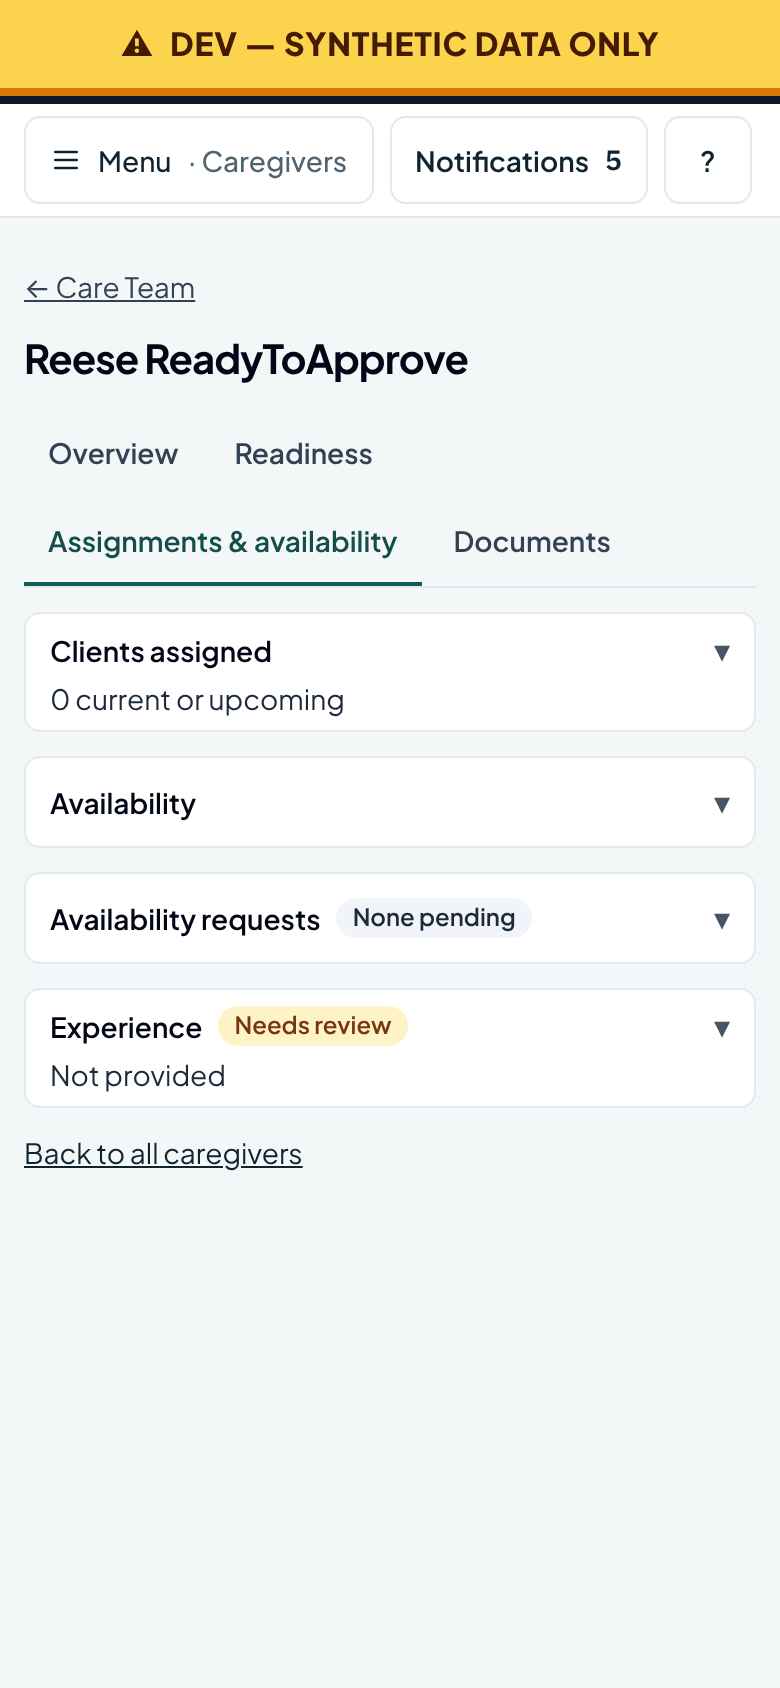 ⚠ DEV — SYNTHETIC DATA ONLY
☰ Menu · Caregivers Notifications 5 ?
← Care Team
Reese ReadyToApprove
Overview Readiness
Assignments & availability Documents
Clients assigned ▼
0 current or upcoming
Availability ▼
Availability requests None pending ▼
Experience Needs review ▼
Not provided
Back to all caregivers